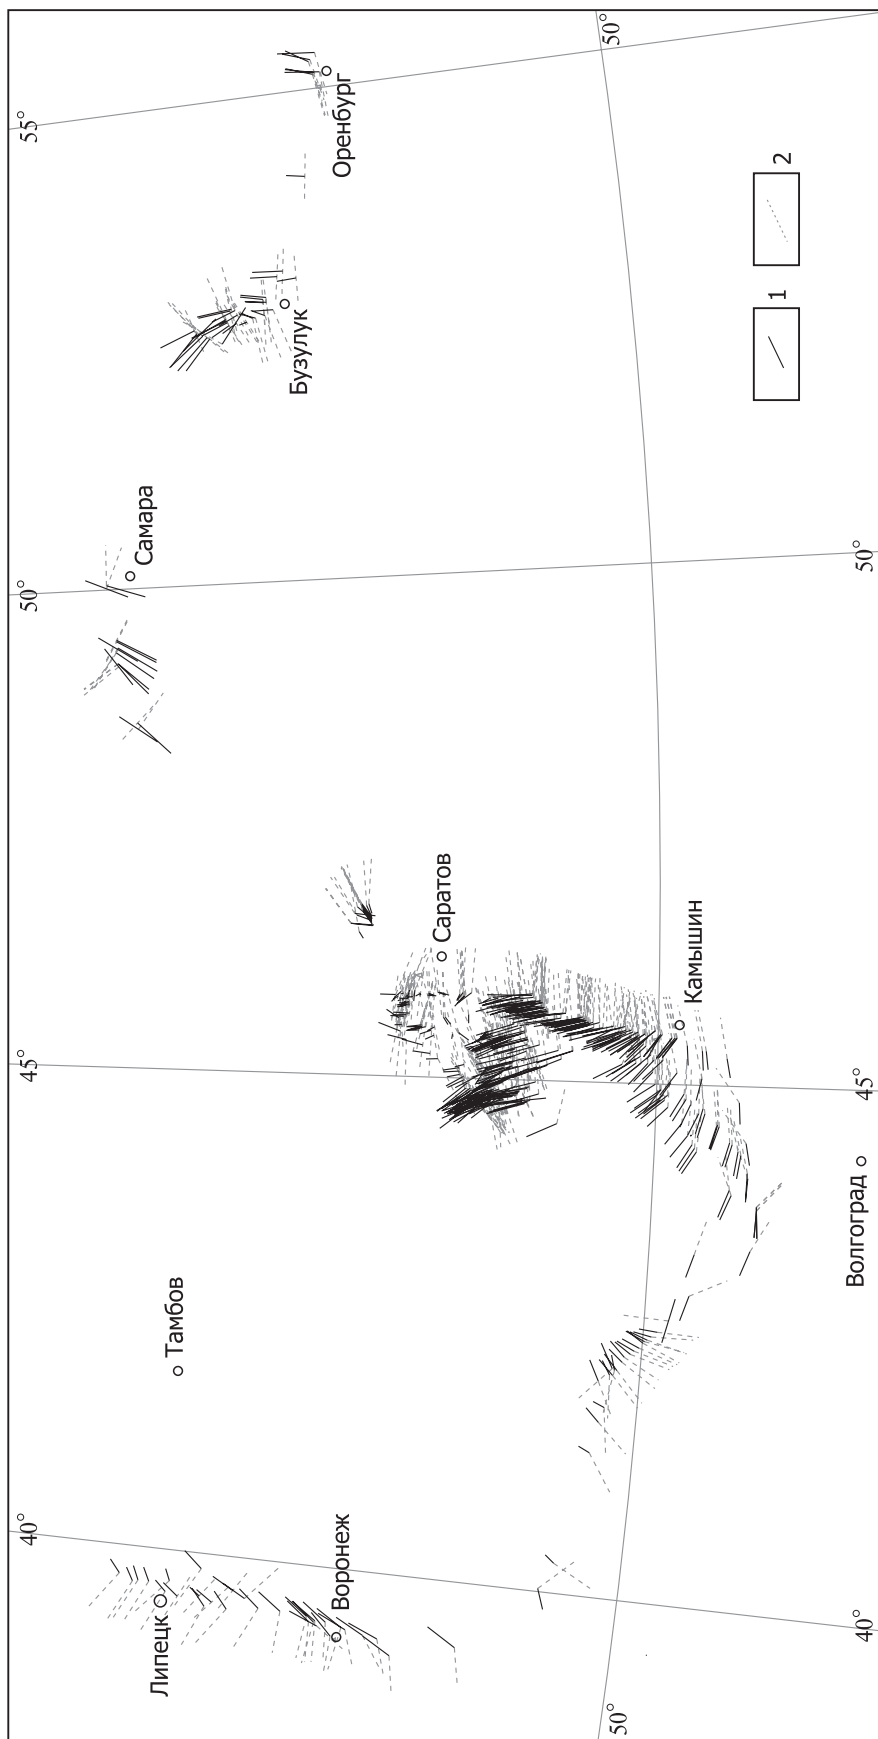 55°
50°
45°
40°
50°
50°
45°
40°
50°
Оренбург
Бузулук
Самара
Саратов
Камышин
Волгоград
Тамбов
Воронеж
Липецк
1
2